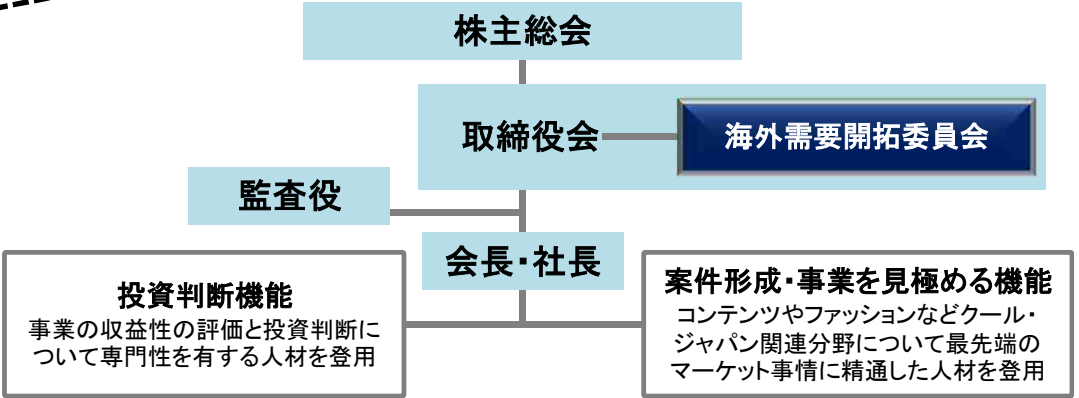 株主総会
取締役会
海外需要開拓委員会
監査役
会長・社長
投資判断機能
事業の収益性の評価と投資判断に
ついて専門性を有する人材を登用
案件形成・事業を見極める機能
コンテンツやファッションなどクール・
ジャパン関連分野について最先端の
マーケット事情に精通した人材を登用